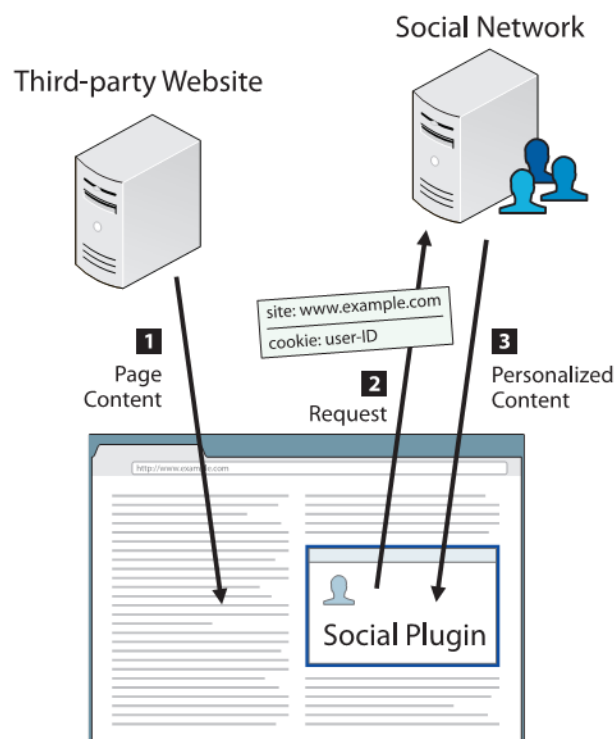 Social Network
Third-party Website
site: www.example.com
cookie: user-ID
1
Page
Content
2
Request
3
Personalized
Content
http://www.example.com
Social Plugin